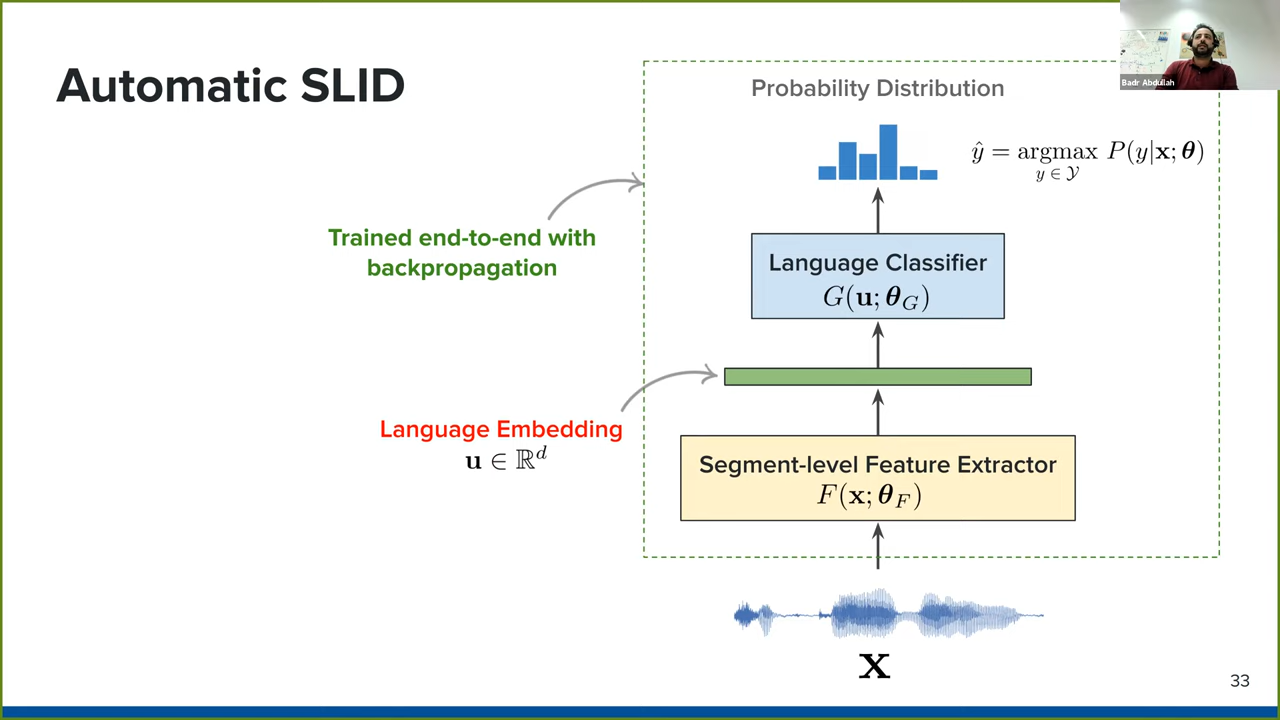 Automatic SLID
Badr Abdullah
Probability Distribution
ŷ = argmax P(y|x; θ)
y ∈ 𝒴
Trained end-to-end with
backpropagation
Language Classifier
G(u; θ_G)
Language Embedding
u ∈ ℝ^d
Segment-level Feature Extractor
F(x; θ_F)
x
33